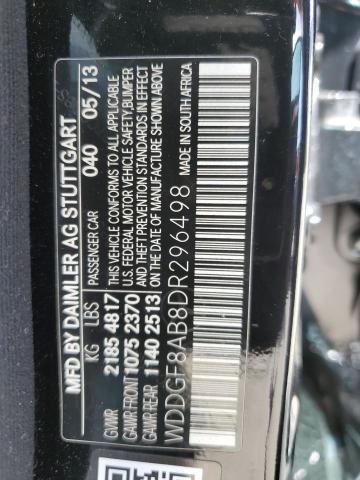 MFD BY DAIMLER AG STUTTGART
PASSENGER CAR 040 05/13
KG LBS THIS VEHICLE CONFORMS TO ALL APPLICABLE
GVWR 2185 4817 U.S. FEDERAL MOTOR VEHICLE SAFETY, BUMPER
GAWR FRONT 1075 2370 AND THEFT PREVENTION STANDARDS IN EFFECT
GAWR REAR 1140 2513 ON THE DATE OF MANUFACTURE SHOWN ABOVE
WDDGF8AB8DR296498 MADE IN SOUTH AFRICA